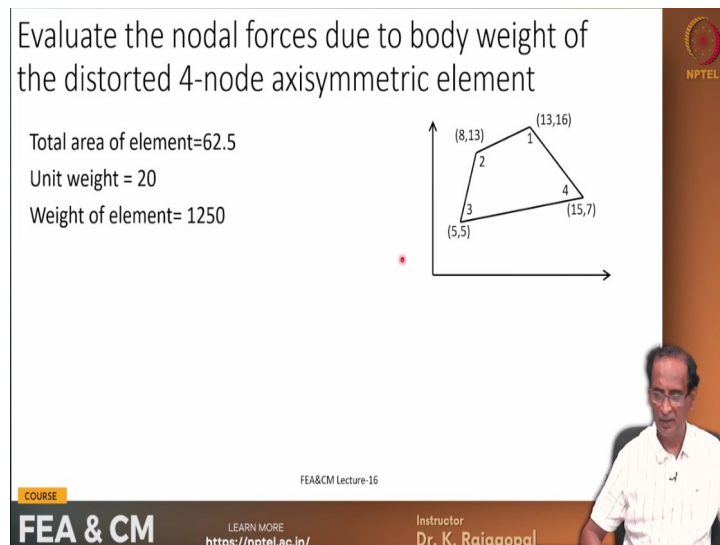 Evaluate the nodal forces due to body weight of
the distorted 4-node axisymmetric element
NPTEL
Total area of element=62.5
Unit weight = 20
Weight of element= 1250
(13,16)
(8,13)
1
2
4
3
(15,7)
(5,5)
FEA&CM Lecture-16
COURSE
FEA & CM
LEARN MORE
https://nptel.ac.in/
Instructor
Dr. K. Rajagopal